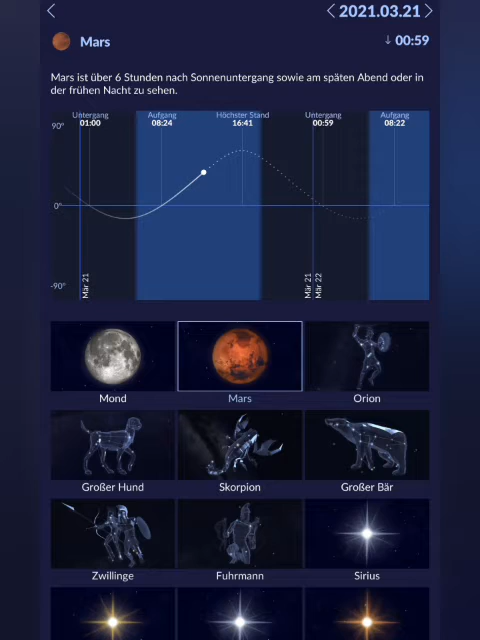 2021.03.21
Mars
↓ 00:59
Mars ist über 6 Stunden nach Sonnenuntergang sowie am späten Abend oder in
der frühen Nacht zu sehen.
Untergang Aufgang Höchster Stand Untergang Aufgang
01:00 08:24 16:41 00:59 08:22
90°
0°
-90°
Mär 21
Mär 21
Mär 22
Mond Mars Orion
Großer Hund Skorpion Großer Bär
Zwillinge Fuhrmann Sirius